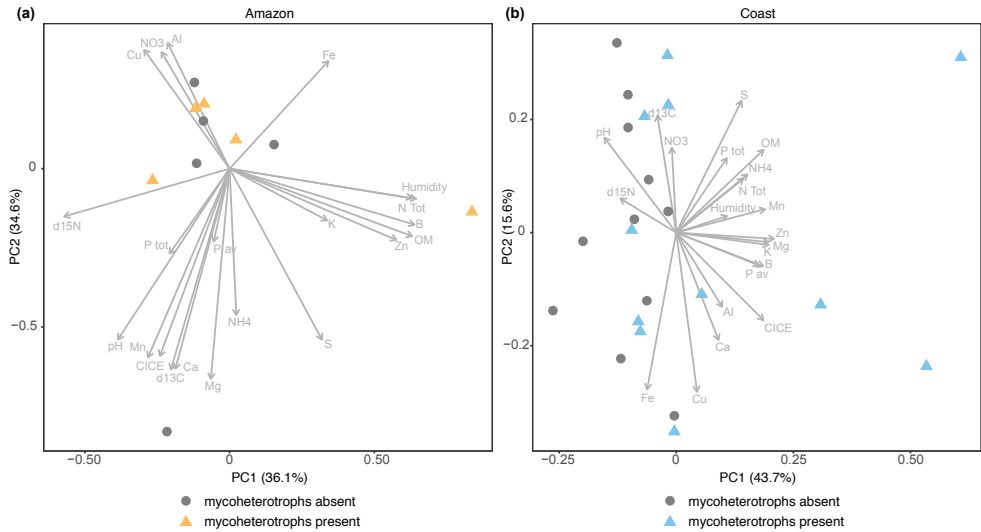 (a)
Amazon
NO3
Al
Cu
Fe
Humidity
N Tot
B
K
OM
Zn
d15N
P tot
P av
NH4
S
pH
Mn
CICE
d13C
Ca
Mg
0
−0.5
PC2 (34.6%)
−0.50
0
0.50
PC1 (36.1%)
mycoheterotrophs absent
mycoheterotrophs present
(b)
Coast
S
d13C
pH
NO3
P tot
OM
NH4
N Tot
d15N
Humidity
Mn
Zn
Mg
K
B
P av
Al
CICE
Ca
Fe
Cu
0.2
0
−0.2
PC2 (15.6%)
−0.25
0
0.25
0.50
PC1 (43.7%)
mycoheterotrophs absent
mycoheterotrophs present